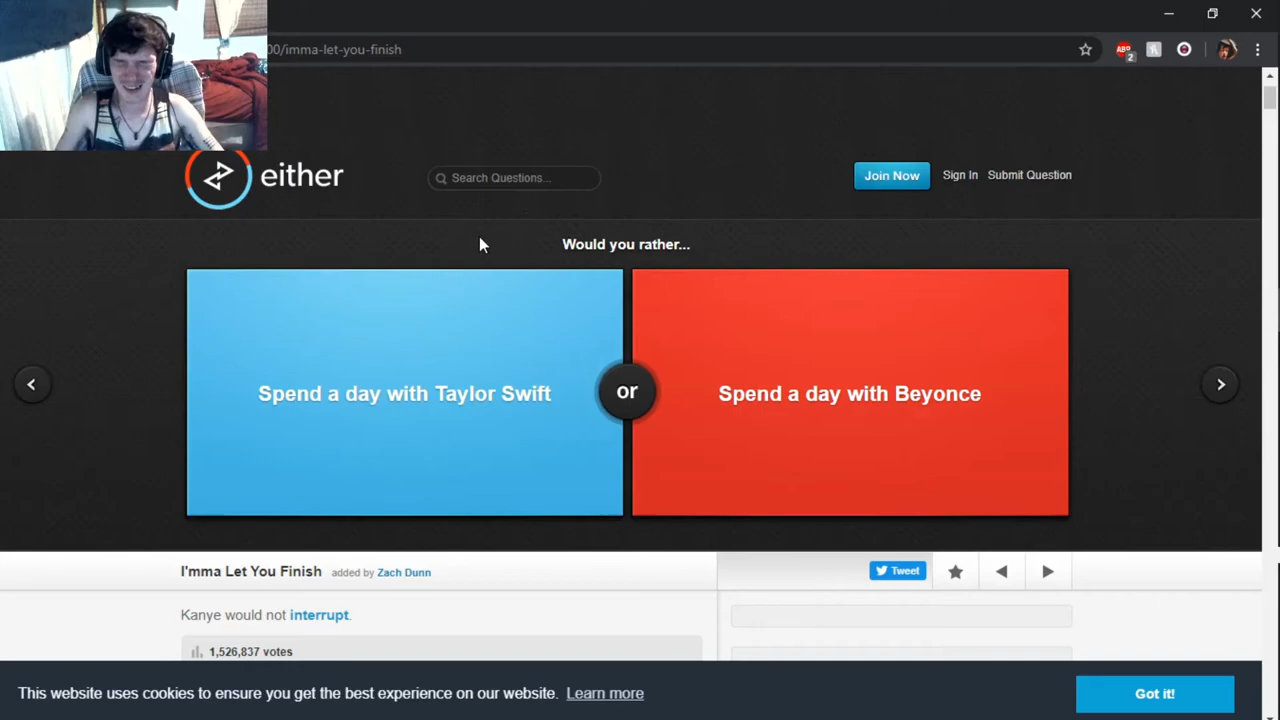 00/imma-let-you-finish
ABP
2
either
Search Questions...
Join Now
Sign In
Submit Question
Would you rather...
Spend a day with Taylor Swift
or
Spend a day with Beyonce
I'mma Let You Finish
added by Zach Dunn
Tweet
Kanye would not interrupt.
1,526,837 votes
This website uses cookies to ensure you get the best experience on our website. Learn more
Got it!